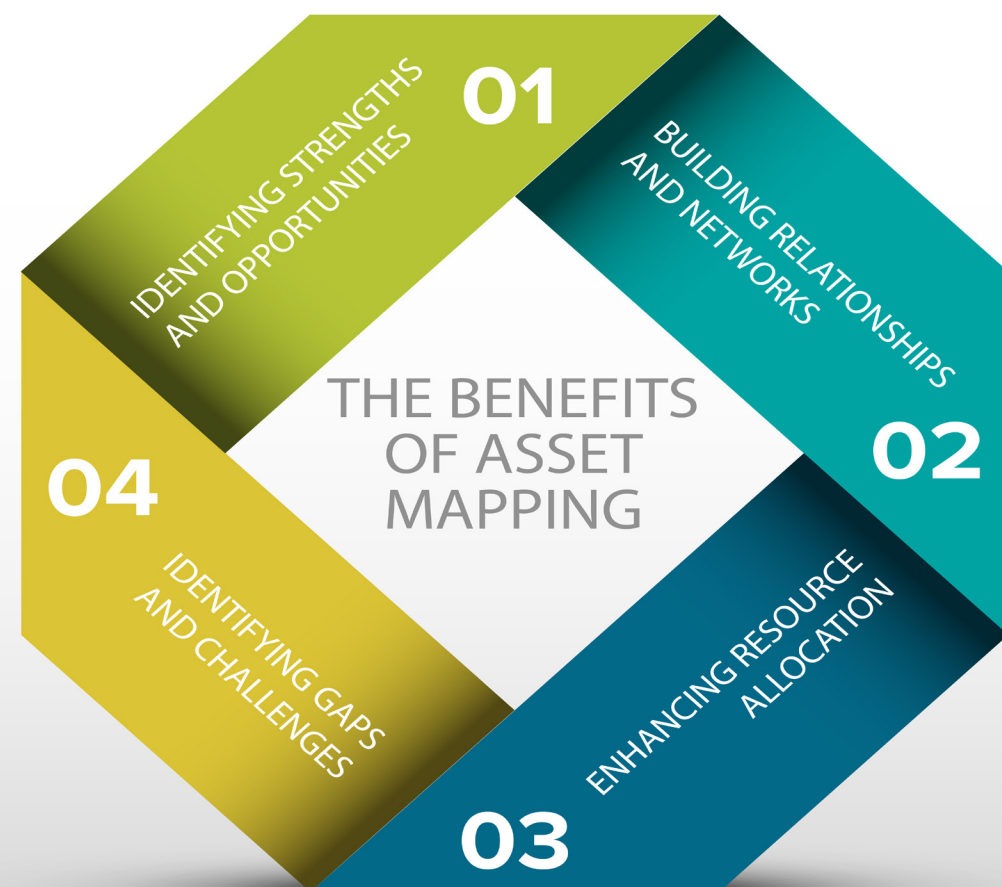 THE BENEFITS
OF ASSET
MAPPING
01
IDENTIFYING STRENGTHS
AND OPPORTUNITIES
BUILDING RELATIONSHIPS
AND NETWORKS
02
ENHANCING RESOURCE
ALLOCATION
03
04
IDENTIFYING GAPS
AND CHALLENGES